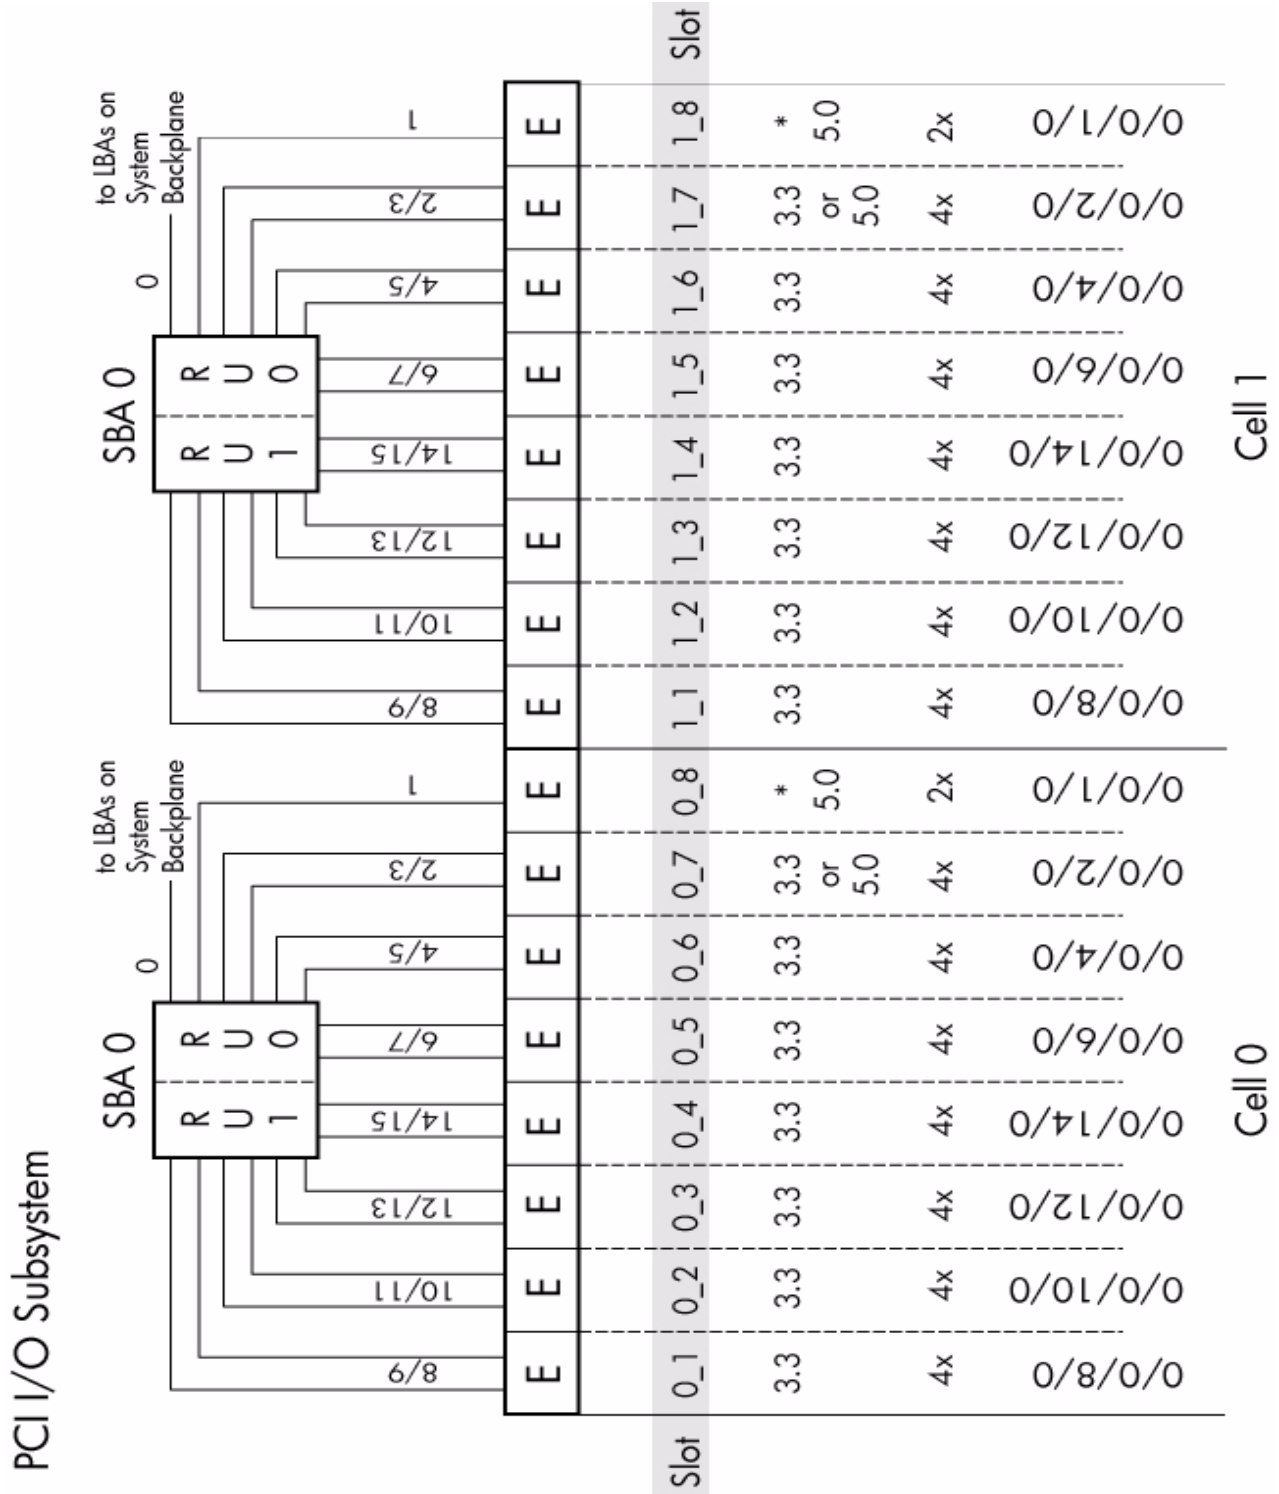 PCI I/O Subsystem
SBA 0
SBA 0
to LBAs on
System
Backplane
to LBAs on
System
Backplane
0
0
R U 1
R U 0
R U 1
R U 0
8/9
10/11
12/13
14/15
6/7
4/5
2/3
1
8/9
10/11
12/13
14/15
6/7
4/5
2/3
1
E E E E E E E E E E E E E E E E
Slot 0_1 0_2 0_3 0_4 0_5 0_6 0_7 0_8 1_1 1_2 1_3 1_4 1_5 1_6 1_7 1_8 Slot
3.3 3.3 3.3 3.3 3.3 3.3 3.3 * 3.3 3.3 3.3 3.3 3.3 3.3 3.3 *
or 5.0 or 5.0
5.0 5.0
4x 4x 4x 4x 4x 4x 4x 2x 4x 4x 4x 4x 4x 4x 4x 2x
0/0/8/0
0/0/10/0
0/0/12/0
0/0/14/0
0/0/6/0
0/0/4/0
0/0/2/0
0/0/1/0
0/0/8/0
0/0/10/0
0/0/12/0
0/0/14/0
0/0/6/0
0/0/4/0
0/0/2/0
0/0/1/0
Cell 0
Cell 1